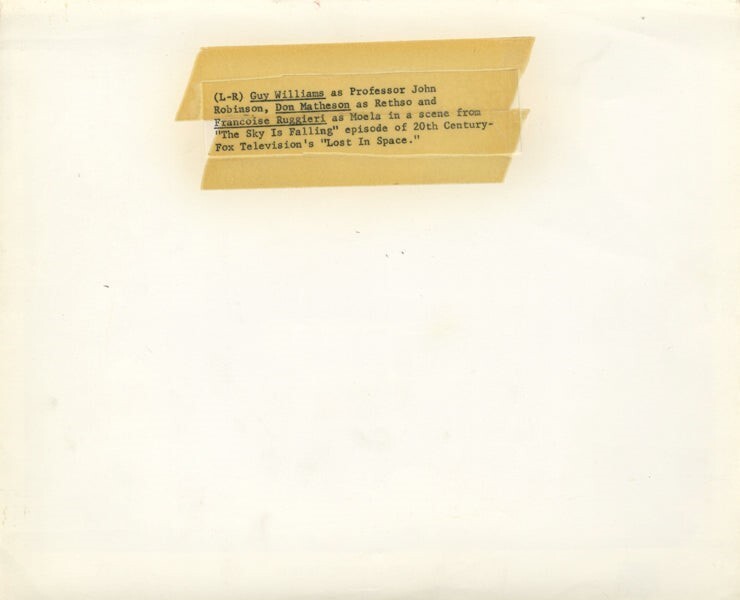 (L-R) Guy Williams as Professor John
Robinson, Don Matheson as Rethso and
Francoise Ruggieri as Moela in a scene from
"The Sky Is Falling" episode of 20th Century-
Fox Television's "Lost In Space."